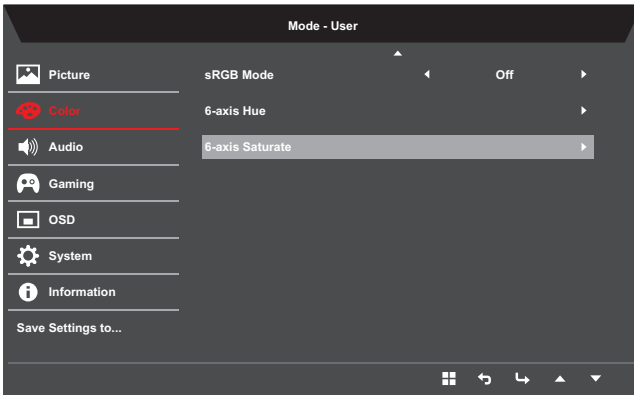 Mode - User
Picture
sRGB Mode Off
Color
6-axis Hue
Audio
6-axis Saturate
Gaming
OSD
System
Information
Save Settings to...